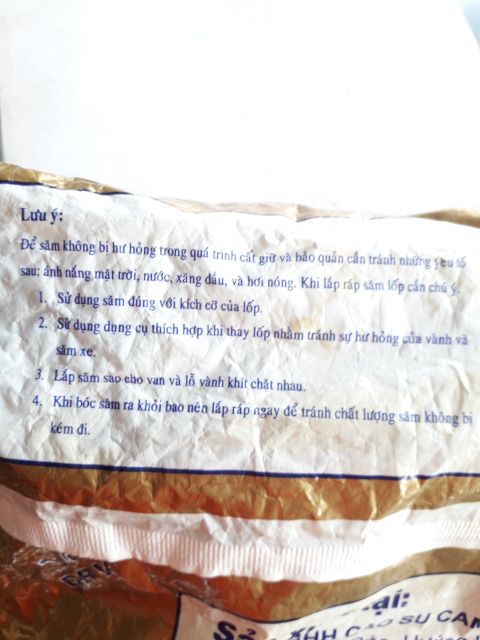 Lưu ý:
Để săm không bị hư hỏng trong quá trình cất giữ và bảo quản cần tránh những yếu tố
sau: ánh nắng mặt trời, nước, xăng dầu, và hơi nóng. Khi lắp ráp săm lốp cần chú ý.
1. Sử dụng săm đúng với kích cỡ của lốp.
2. Sử dụng dụng cụ thích hợp khi thay lốp nhằm tránh sự hư hỏng của vành và
săm xe.
3. Lắp săm sao cho van và lỗ vành khít chặt nhau.
4. Khi bóc săm ra khỏi bao nên lắp ráp ngay để tránh chất lượng săm không bị
kém đi.
CAO SU